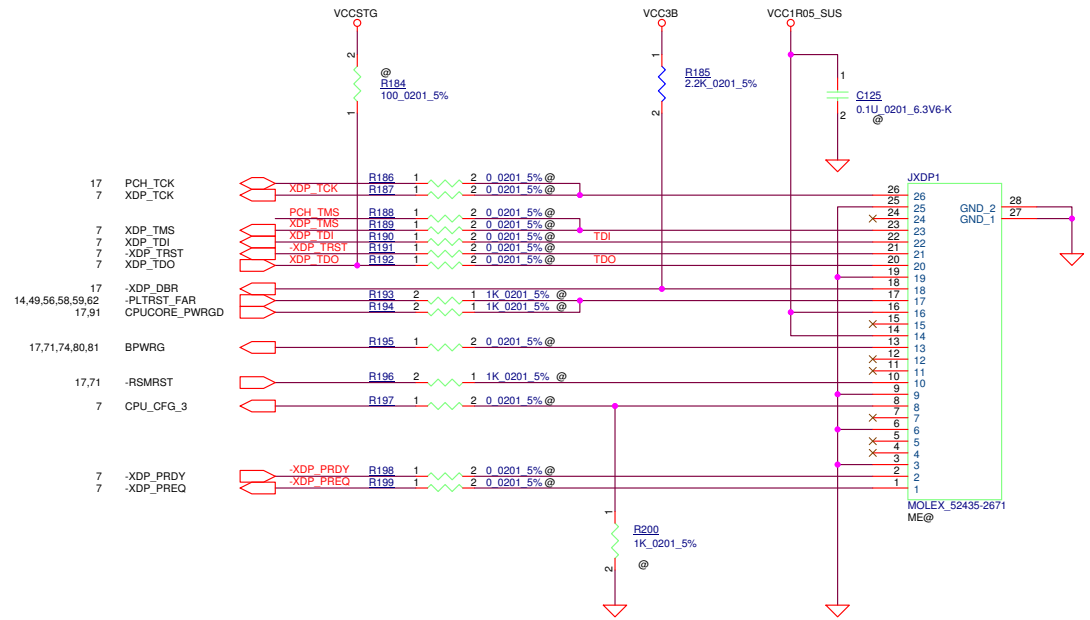 VCCSTG VCC3B VCC1R05_SUS
2 1
@ R184 100_0201_5%
1
R185 2.2K_0201_5%
2
1 C125
0.1U_0201_6.3V6-K
2 @
JXDP1
17 PCH_TCK R186 1 2 0_0201_5% @
7 XDP_TCK XDP_TCK R187 1 2 0_0201_5% @ 26 26
25 25
PCH_TMS R188 1 2 0_0201_5% @ 24 24
7 XDP_TMS XDP_TMS R189 1 2 0_0201_5% @ 23 23
7 XDP_TDI XDP_TDI R190 1 2 0_0201_5% @ TDI 22 22
7 -XDP_TRST -XDP_TRST R191 1 2 0_0201_5% @ 21 21
7 XDP_TDO XDP_TDO R192 1 2 0_0201_5% @ TDO 20 20
19 19
17 -XDP_DBR 18 18
14,49,56,58,59,62 -PLTRST_FAR R193 2 1 1K_0201_5% @ 17 17
17,91 CPUCORE_PWRGD R194 2 1 1K_0201_5% @ 16 16
15 15
14 14
17,71,74,80,81 BPWRG R195 1 2 0_0201_5% @ 13 13
12 12
11 11
17,71 -RSMRST R196 2 1 1K_0201_5% @ 10 10
9 9
7 CPU_CFG_3 R197 1 2 0_0201_5% @ 8 8
7 7
6 6
5 5
4 4
3 3
7 -XDP_PRDY -XDP_PRDY R198 1 2 0_0201_5% @ 2 2
7 -XDP_PREQ -XDP_PREQ R199 1 2 0_0201_5% @ 1 1
GND_2 28
GND_1 27
MOLEX_52435-2671
ME@
1
R200
1K_0201_5%
2 @